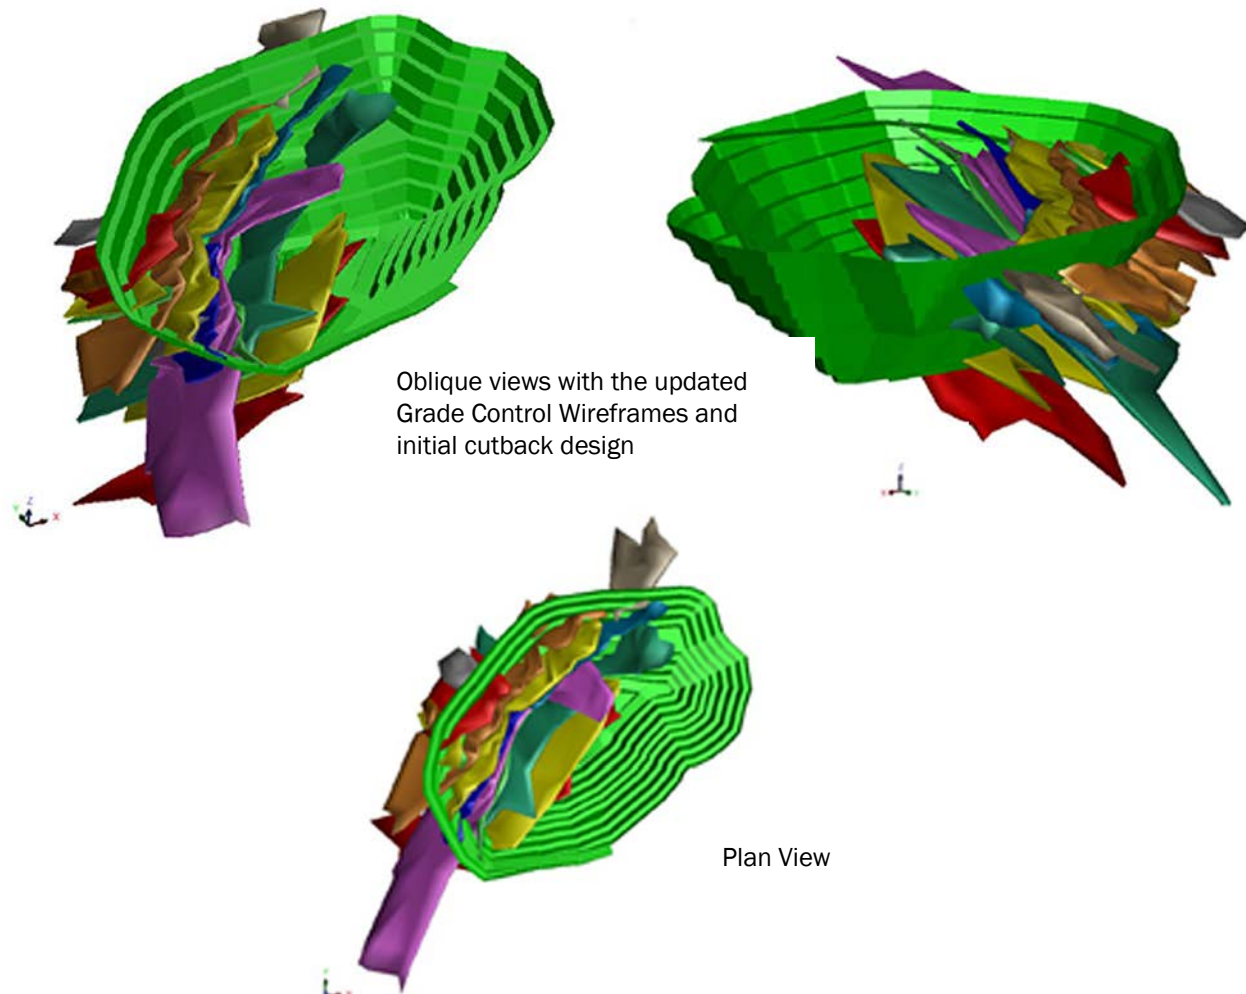 Oblique views with the updated
Grade Control Wireframes and
initial cutback design
Plan View